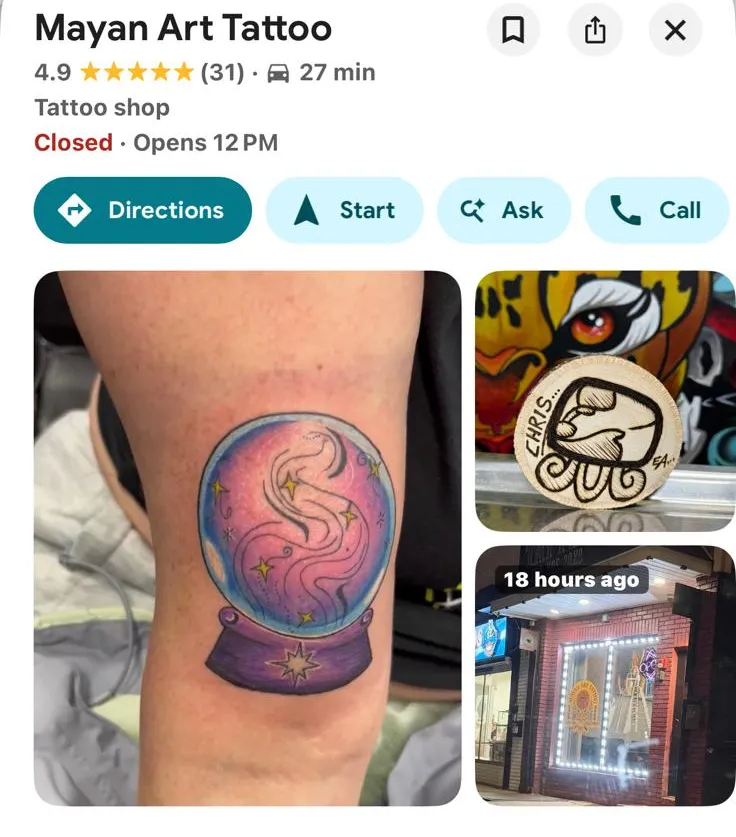 Mayan Art Tattoo
4.9 ★★★★★ (31) · 27 min
Tattoo shop
Closed · Opens 12 PM
Directions
Start
Ask
Call
CHRIS...
EA..
18 hours ago